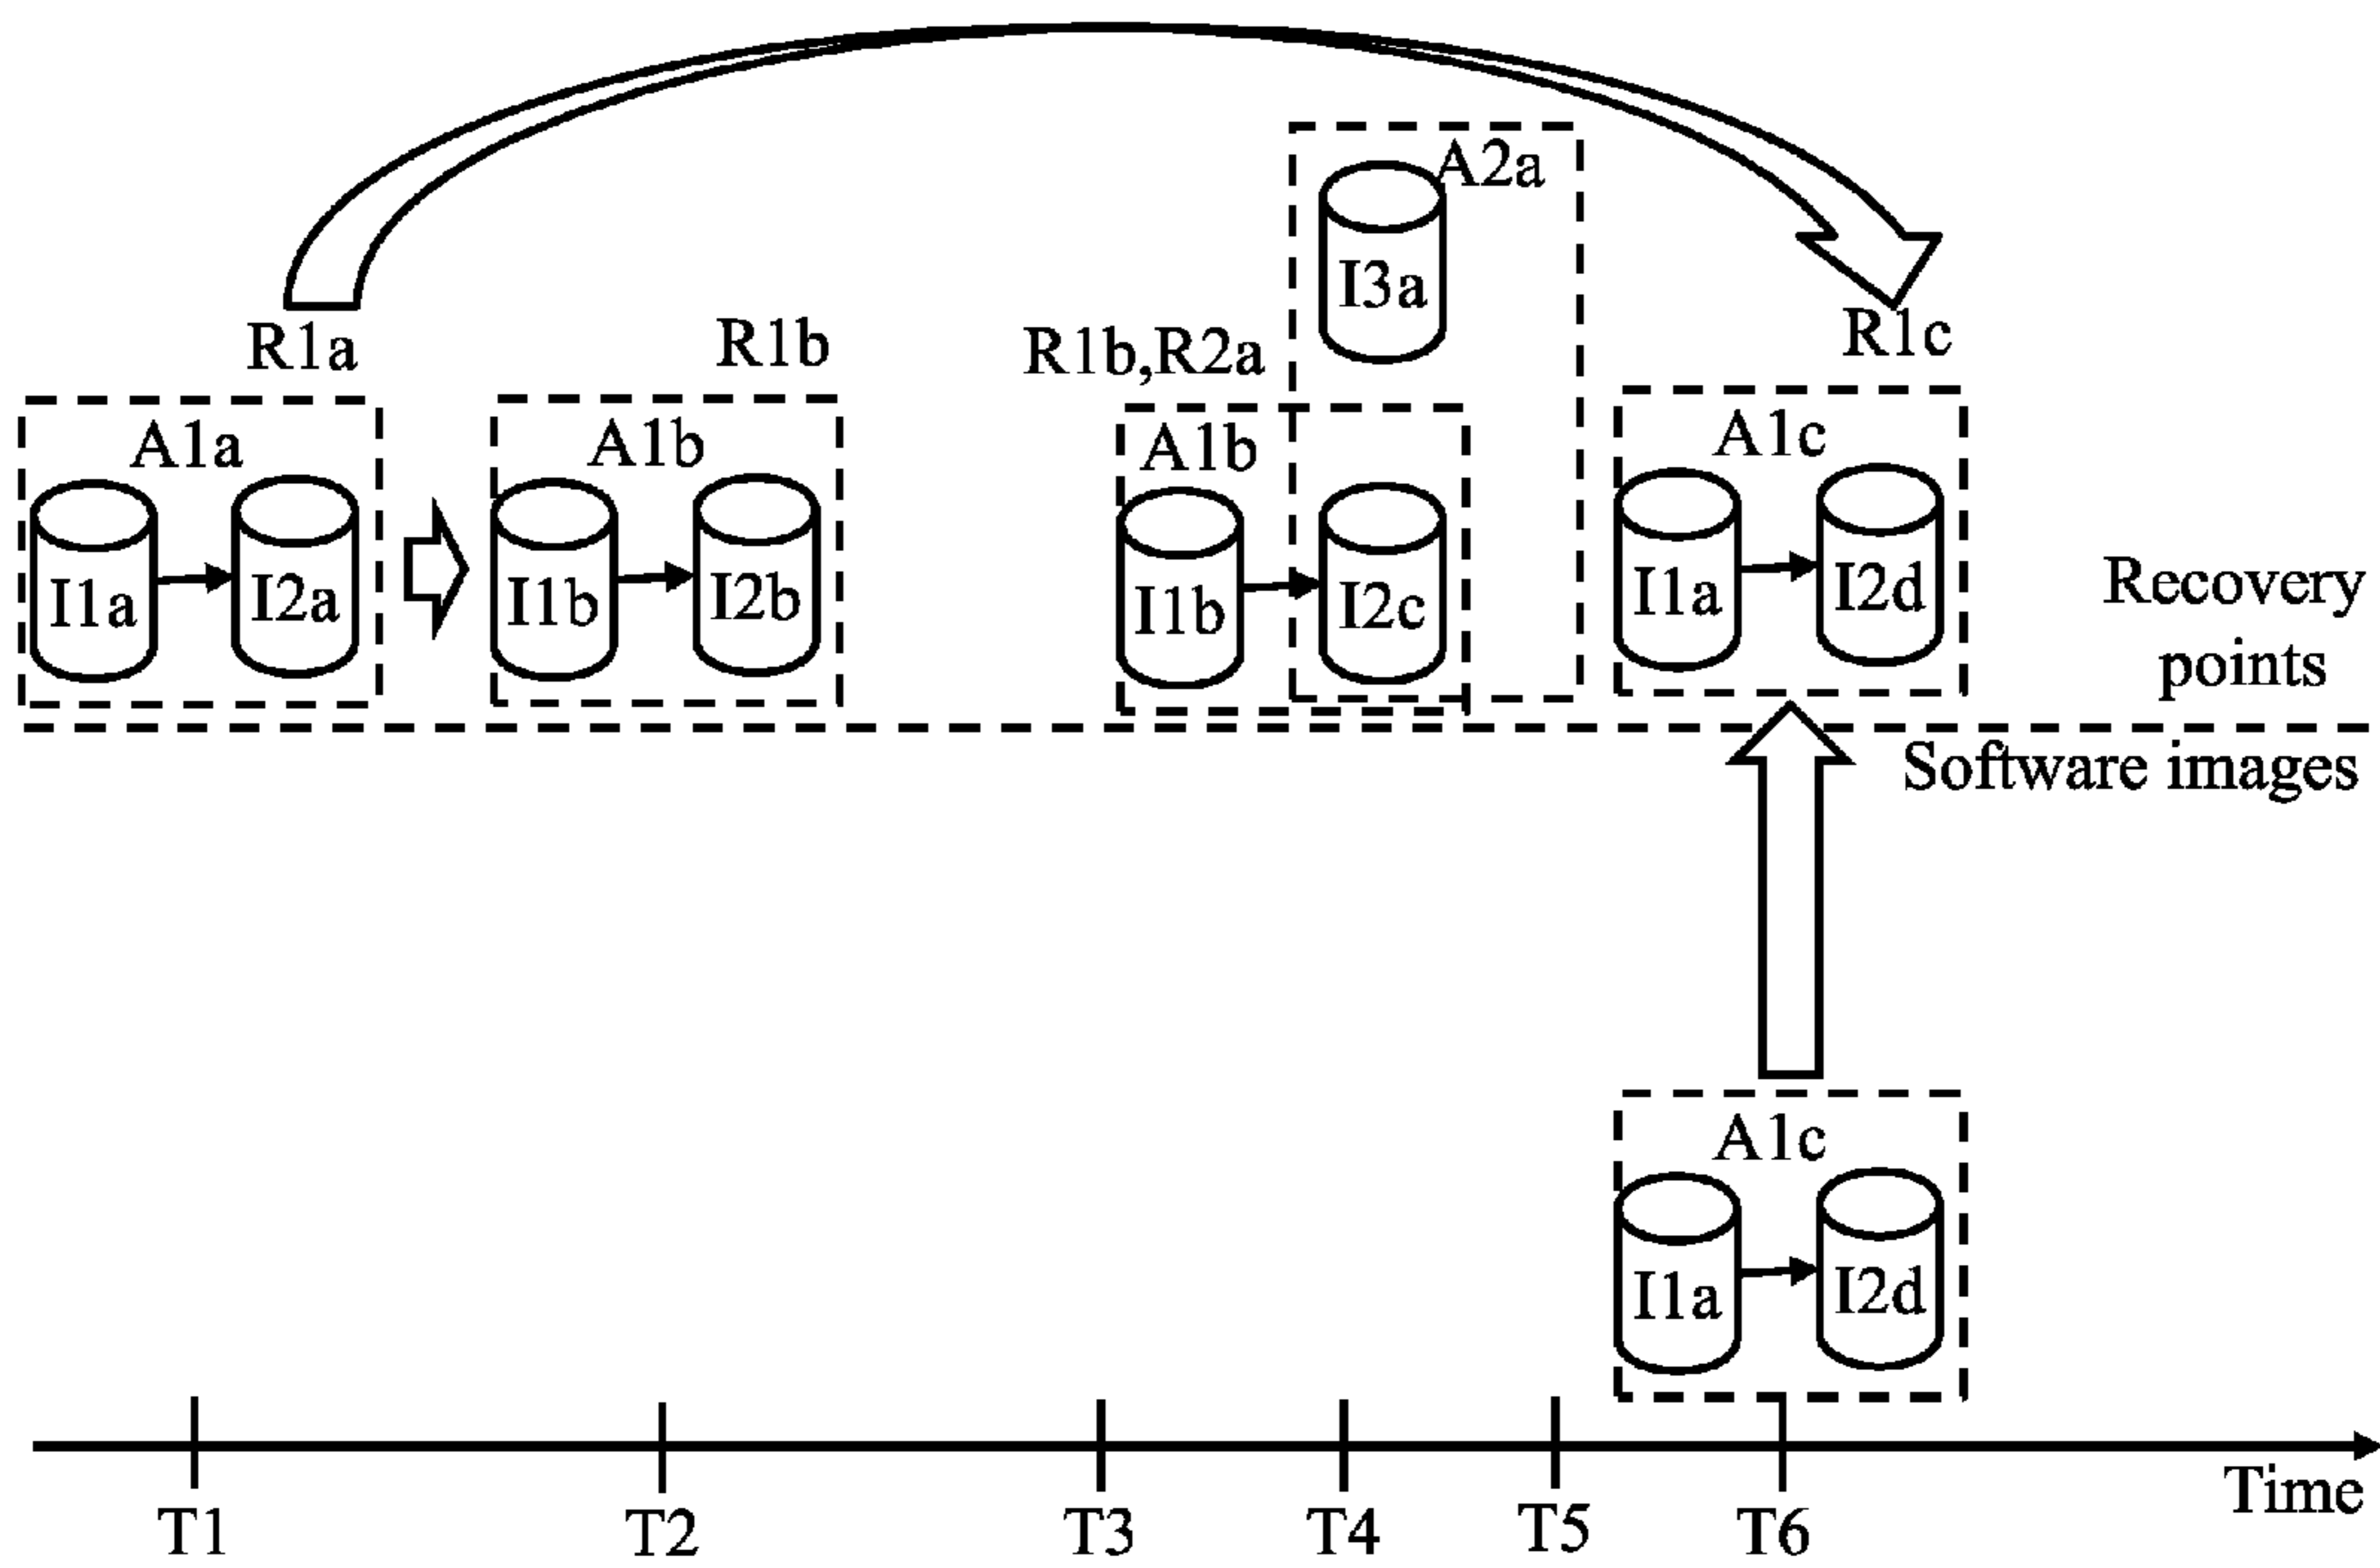 A2a
I3a
R1a
R1b
R1b,R2a
R1c
A1a
A1b
A1b
A1c
I1a
I2a
I1b
I2b
I1b
I2c
I1a
I2d
Recovery
points
Software images
A1c
I1a
I2d
Time
T1
T2
T3
T4
T5
T6